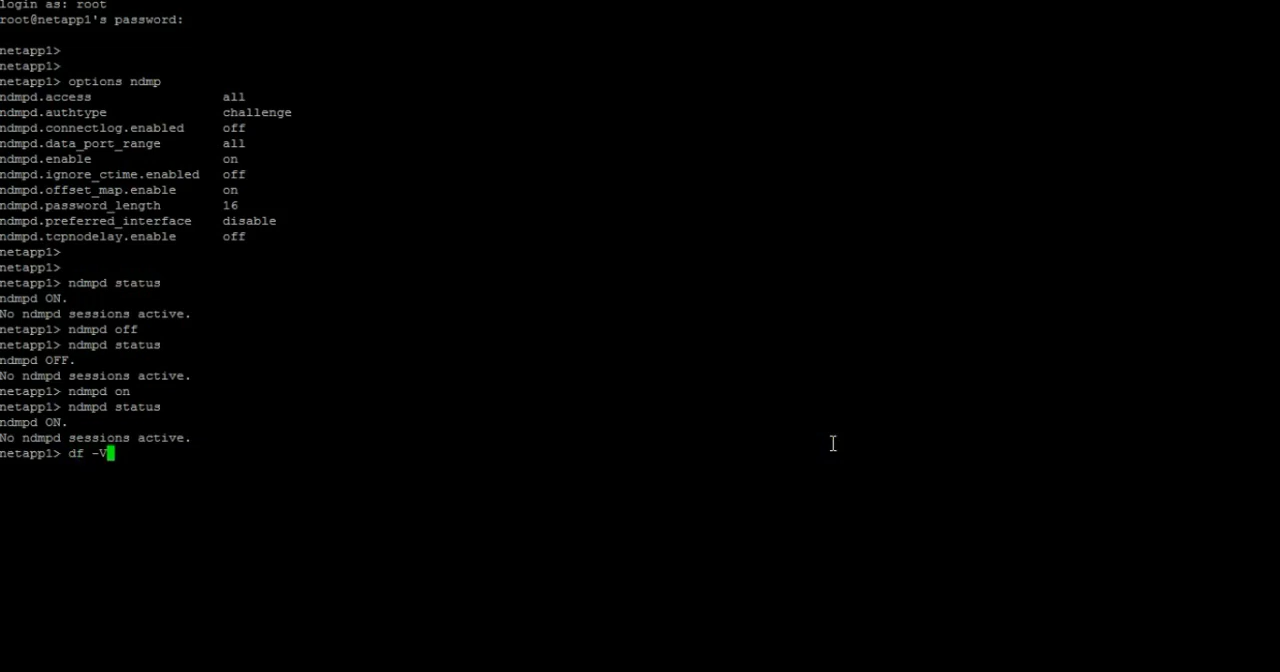 login as: root
root@netapp1's password:
netapp1>
netapp1>
netapp1> options ndmp
ndmpd.access all
ndmpd.authtype challenge
ndmpd.connectlog.enabled off
ndmpd.data_port_range all
ndmpd.enable on
ndmpd.ignore_ctime.enabled off
ndmpd.offset_map.enable on
ndmpd.password_length 16
ndmpd.preferred_interface disable
ndmpd.tcpnodelay.enable off
netapp1>
netapp1>
netapp1> ndmpd status
ndmpd ON.
No ndmpd sessions active.
netapp1> ndmpd off
netapp1> ndmpd status
ndmpd OFF.
No ndmpd sessions active.
netapp1> ndmpd on
netapp1> ndmpd status
ndmpd ON.
No ndmpd sessions active.
netapp1> df -V